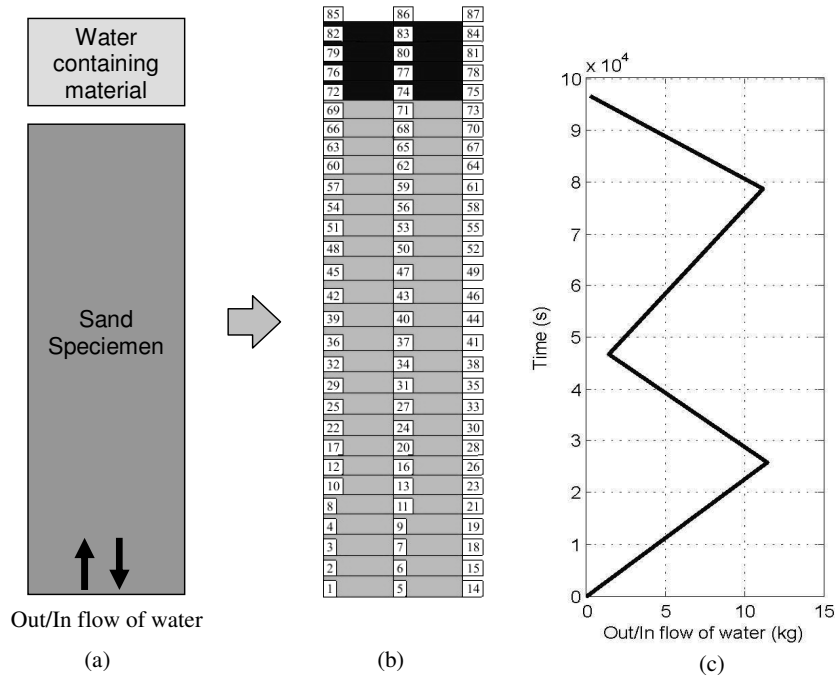 Water
containing
material
Sand
Speciemen
Out/In flow of water
(a)
85 86 87
82 83 84
79 80 81
76 77 78
72 74 75
69 71 73
66 68 70
63 65 67
60 62 64
57 59 61
54 56 58
51 53 55
48 50 52
45 47 49
42 43 46
39 40 44
36 37 41
32 34 38
29 31 35
25 27 33
22 24 30
17 20 28
12 16 26
10 13 23
8 11 21
4 9 19
3 7 18
2 6 15
1 5 14
(b)
10 x 10⁴
9
8
7
6
5
4
3
2
1
0
Time (s)
0 5 10 15
Out/In flow of water (kg)
(c)